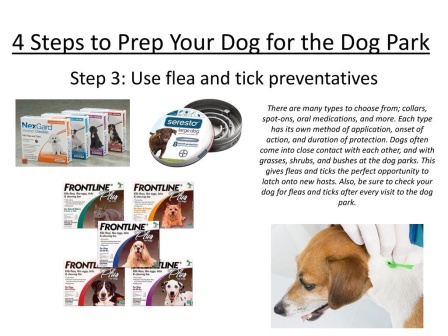 4 Steps to Prep Your Dog for the Dog Park
Step 3: Use flea and tick preventatives
NexGard
seresto
large dog
There are many types to choose from; collars,
spot-ons, oral medications, and more. Each type
has its own method of application, onset of
action, and duration of protection. Dogs often
come into close contact with each other, and with
grasses, shrubs, and bushes at the dog parks. This
gives fleas and ticks the perfect opportunity to
latch onto new hosts. Also, be sure to check your
dog for fleas and ticks after every visit to the dog
park.
FRONTLINE
Plus
FRONTLINE
Plus
FRONTLINE
Plus
FRONTLINE
Plus
FRONTLINE
Plus